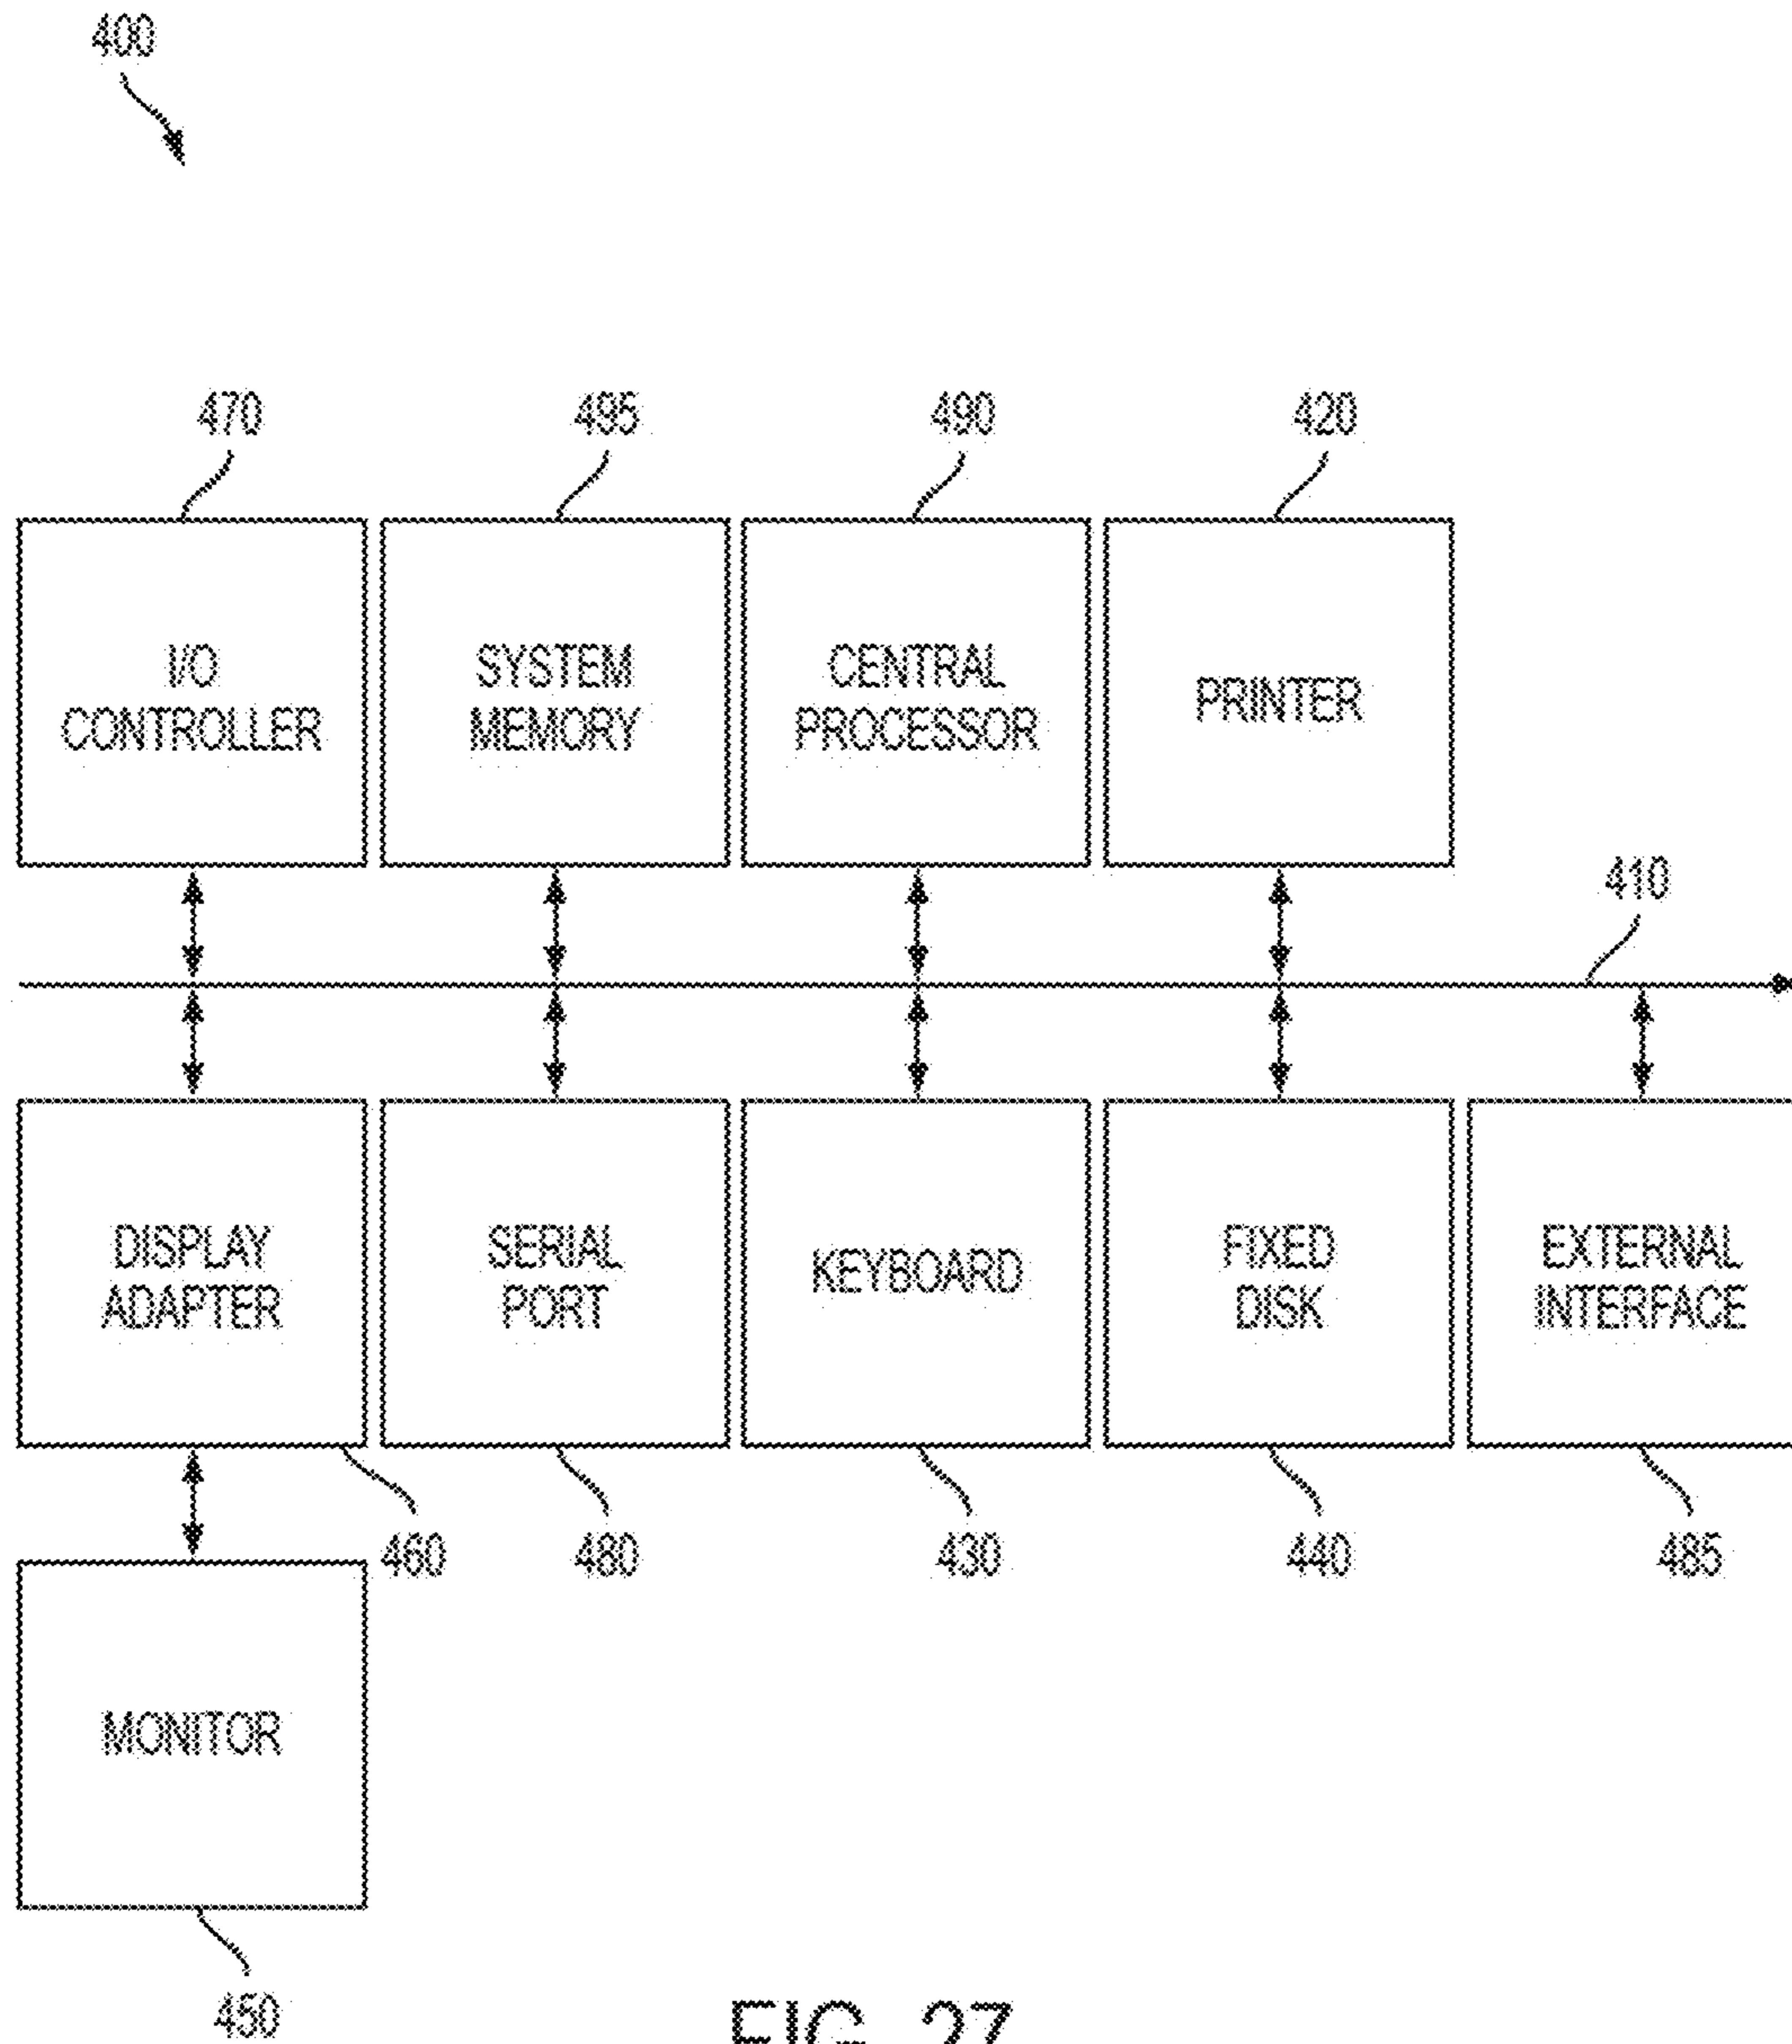 400
470
495
490
420
I/O
CONTROLLER
SYSTEM
MEMORY
CENTRAL
PROCESSOR
PRINTER
410
DISPLAY
ADAPTER
SERIAL
PORT
KEYBOARD
FIXED
DISK
EXTERNAL
INTERFACE
460
480
430
440
485
MONITOR
450
FIG. 27